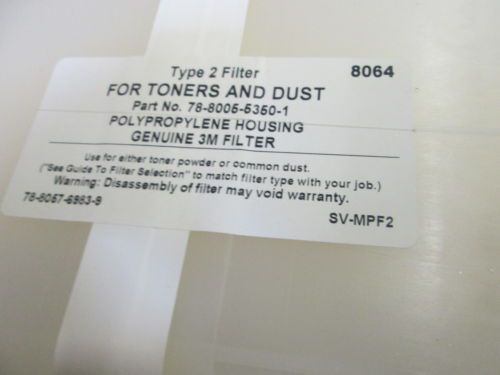 Type 2 Filter 8064
FOR TONERS AND DUST
Part No. 78-8005-5350-1
POLYPROPYLENE HOUSING
GENUINE 3M FILTER
Use for either toner powder or common dust.
("See Guide To Filter Selection" to match filter type with your job.)
Warning: Disassembly of filter may void warranty.
78-8057-6983-9
SV-MPF2